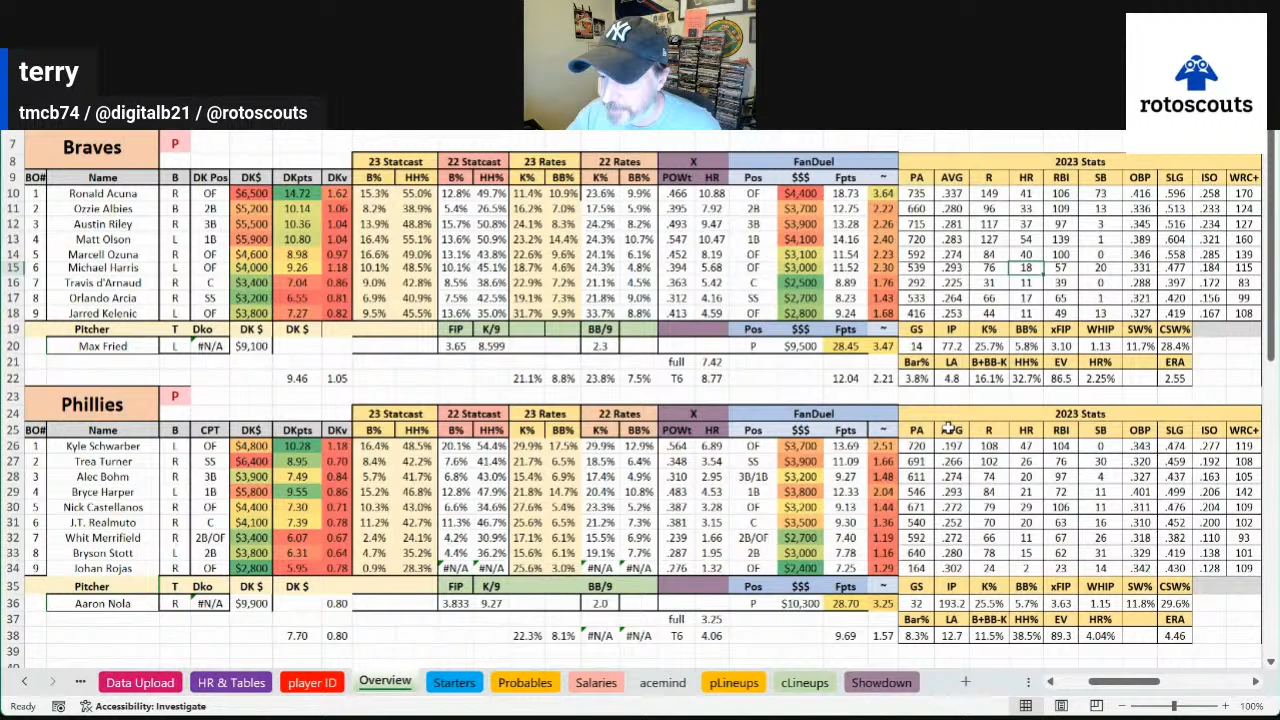 terry
tmcb74 / @digitalb21 / @rotoscouts
rotoscouts
7 Braves P
8 23 Statcast 22 Statcast 23 Rates 22 Rates X FanDuel 2023 Stats
9 BO# Name B DK Pos DK$ DKpts DKv B% HH% B% HH% K% BB% K% BB% POWt HR Pos $$$ Fpts ~ PA AVG R HR RBI SB OBP SLG ISO WRC+
10 1 Ronald Acuna R OF $6,500 14.72 1.62 15.3% 55.0% 12.8% 49.7% 11.4% 10.9% 23.6% 9.9% .466 10.88 OF $4,400 18.73 3.64 735 .337 149 41 106 73 .416 .596 .258 170
11 2 Ozzie Albies B 2B $5,200 10.14 1.06 8.2% 38.9% 5.4% 26.5% 16.2% 7.0% 17.5% 5.9% .395 7.92 2B $3,700 12.75 2.22 660 .280 96 33 109 13 .336 .513 .233 124
12 3 Austin Riley R 3B $5,500 10.36 1.04 13.9% 48.8% 15.7% 50.8% 24.1% 8.3% 24.2% 8.2% .493 9.47 3B $3,900 13.28 2.26 715 .281 117 37 97 3 .345 .516 .234 127
13 4 Matt Olson L 1B $5,900 10.80 1.04 16.4% 55.1% 13.6% 50.9% 23.2% 14.4% 24.3% 10.7% .547 10.47 1B $4,100 14.16 2.40 720 .283 127 54 139 1 .389 .604 .321 160
14 5 Marcell Ozuna R OF $4,600 8.98 0.97 16.6% 49.0% 13.1% 43.8% 22.6% 9.6% 24.1% 6.1% .452 8.19 OF $3,100 11.54 2.23 592 .274 84 40 100 0 .346 .558 .285 139
15 6 Michael Harris L OF $4,000 9.26 1.18 10.1% 48.5% 10.1% 45.1% 18.7% 4.6% 24.3% 4.8% .394 5.68 OF $3,000 11.52 2.30 539 .293 76 18 57 20 .331 .477 .184 115
16 7 Travis d'Arnaud R C $3,400 7.04 0.86 9.0% 42.8% 8.5% 38.6% 22.9% 7.2% 21.1% 4.5% .363 5.42 C $2,500 8.89 1.76 292 .225 31 11 39 0 .288 .397 .172 83
17 8 Orlando Arcia R SS $3,200 6.55 0.81 6.9% 40.9% 7.5% 42.5% 19.1% 7.3% 21.8% 9.0% .312 4.16 SS $2,700 8.23 1.43 533 .264 66 17 65 1 .321 .420 .156 99
18 9 Jarred Kelenic L OF $3,800 7.27 0.82 9.5% 45.5% 13.6% 35.0% 31.7% 9.9% 33.7% 8.8% .413 4.59 OF $2,800 9.24 1.68 416 .253 44 11 49 13 .327 .419 .167 108
19 Pitcher T Dko DK $ DK $ FIP K/9 BB/9 Pos $$$ Fpts ~ GS IP K% BB% xFIP WHIP SW% CSW%
20 Max Fried L #N/A $9,100 3.65 8.599 2.3 P $9,500 28.45 3.47 14 77.2 25.7% 5.8% 3.10 1.13 11.7% 28.4%
21 full 7.42 Bar% LA B+BB-K HH% EV HR% ERA
22 9.46 1.05 21.1% 8.8% 23.8% 7.5% T6 8.77 12.04 2.21 3.8% 4.8 16.1% 32.7% 86.5 2.25% 2.55
23 Phillies P
24 23 Statcast 22 Statcast 23 Rates 22 Rates X FanDuel 2023 Stats
25 BO# Name B CPT DK$ DKpts DKv B% HH% B% HH% K% BB% K% BB% POWt HR Pos $$$ Fpts ~ PA G R HR RBI SB OBP SLG ISO WRC+
26 1 Kyle Schwarber L OF $4,800 10.28 1.18 16.4% 48.5% 20.1% 54.4% 29.9% 17.5% 29.9% 12.9% .564 6.89 OF $3,700 13.69 2.51 720 .197 108 47 104 0 .343 .474 .277 119
27 2 Trea Turner R SS $6,400 8.95 0.70 8.4% 42.2% 7.6% 41.4% 21.7% 6.5% 18.5% 6.4% .348 3.54 SS $3,900 11.09 1.66 691 .266 102 26 76 30 .320 .459 .192 108
28 3 Alec Bohm R 3B $3,900 7.49 0.84 5.7% 41.7% 6.8% 43.0% 15.4% 6.9% 17.4% 4.9% .310 2.95 3B/1B $3,200 9.27 1.48 611 .274 74 20 97 4 .327 .437 .163 105
29 4 Bryce Harper L 1B $5,800 9.55 0.86 15.2% 46.8% 12.8% 47.9% 21.8% 14.7% 20.4% 10.8% .483 4.53 1B $3,800 12.33 2.04 546 .293 84 21 72 11 .401 .499 .206 142
30 5 Nick Castellanos R OF $4,400 7.30 0.71 10.3% 43.0% 6.6% 34.6% 27.6% 5.4% 23.3% 5.2% .387 3.28 OF $3,200 9.13 1.44 671 .272 79 29 106 11 .311 .476 .204 109
31 6 J.T. Realmuto R C $4,100 7.39 0.78 11.2% 42.7% 11.3% 46.7% 25.6% 6.5% 21.2% 7.3% .381 3.15 C $3,500 9.30 1.36 540 .252 70 20 63 16 .310 .452 .200 102
32 7 Whit Merrifield R 2B/OF $3,400 6.07 0.67 2.4% 24.1% 4.2% 30.9% 17.1% 6.1% 15.5% 6.9% .239 1.66 2B/OF $2,700 7.40 1.19 592 .272 66 11 67 26 .318 .382 .110 93
33 8 Bryson Stott L 2B $3,800 6.31 0.64 4.7% 35.2% 4.4% 36.2% 15.6% 6.1% 19.1% 7.7% .287 1.95 2B $3,000 7.78 1.16 640 .280 78 15 62 31 .329 .419 .138 101
34 9 Johan Rojas R OF $2,800 5.95 0.78 0.9% 28.3% #N/A #N/A 25.6% 3.0% #N/A #N/A .276 1.32 OF $2,400 7.25 1.29 164 .302 24 2 23 14 .342 .430 .128 109
35 Pitcher T Dko DK $ DK $ FIP K/9 BB/9 Pos $$$ Fpts ~ GS IP K% BB% xFIP WHIP SW% CSW%
36 Aaron Nola R #N/A $9,900 0.80 3.833 9.27 2.0 P $10,300 28.70 3.25 32 193.2 25.5% 5.7% 3.63 1.15 11.8% 29.6%
37 full 3.25 Bar% LA B+BB-K HH% EV HR% ERA
38 7.70 0.80 22.3% 8.1% #N/A #N/A T6 4.06 9.69 1.57 8.3% 12.7 11.5% 38.5% 89.3 4.04% 4.46
39
Data Upload HR & Tables player ID Overview Starters Probables Salaries acemind pLineups cLineups Showdown
Ready Accessibility: Investigate 100%